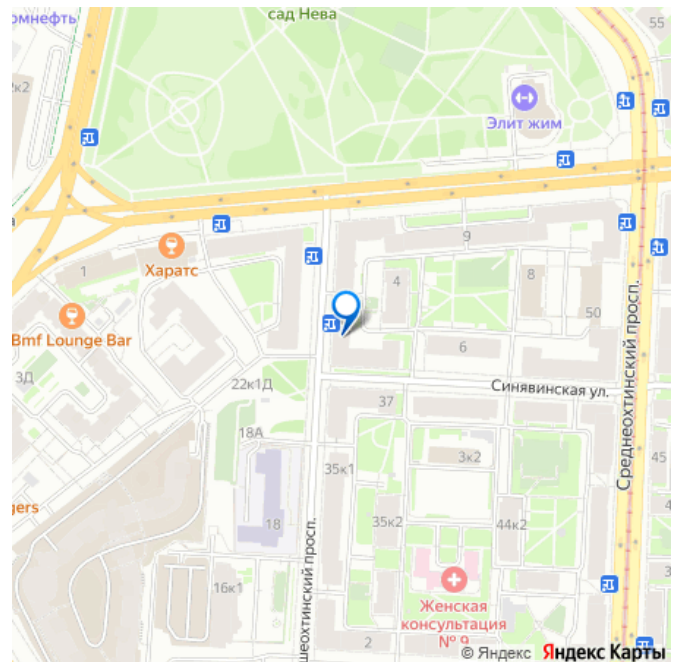 омнефть
сад Нева
55
2к2
Элит жим
а
9
1
Харатс
4
8
50
Bmf Lounge Bar
6
3Д
22к1Д
Синявинская ул.
Среднеохтинский просп.
37
18А
45
35к1
3к2
gers
4
18
35к2
44к2
шеохтинский просп.
16к1
3
Женская
консультация
№ 9
2
© Яндекс Яндекс Карты